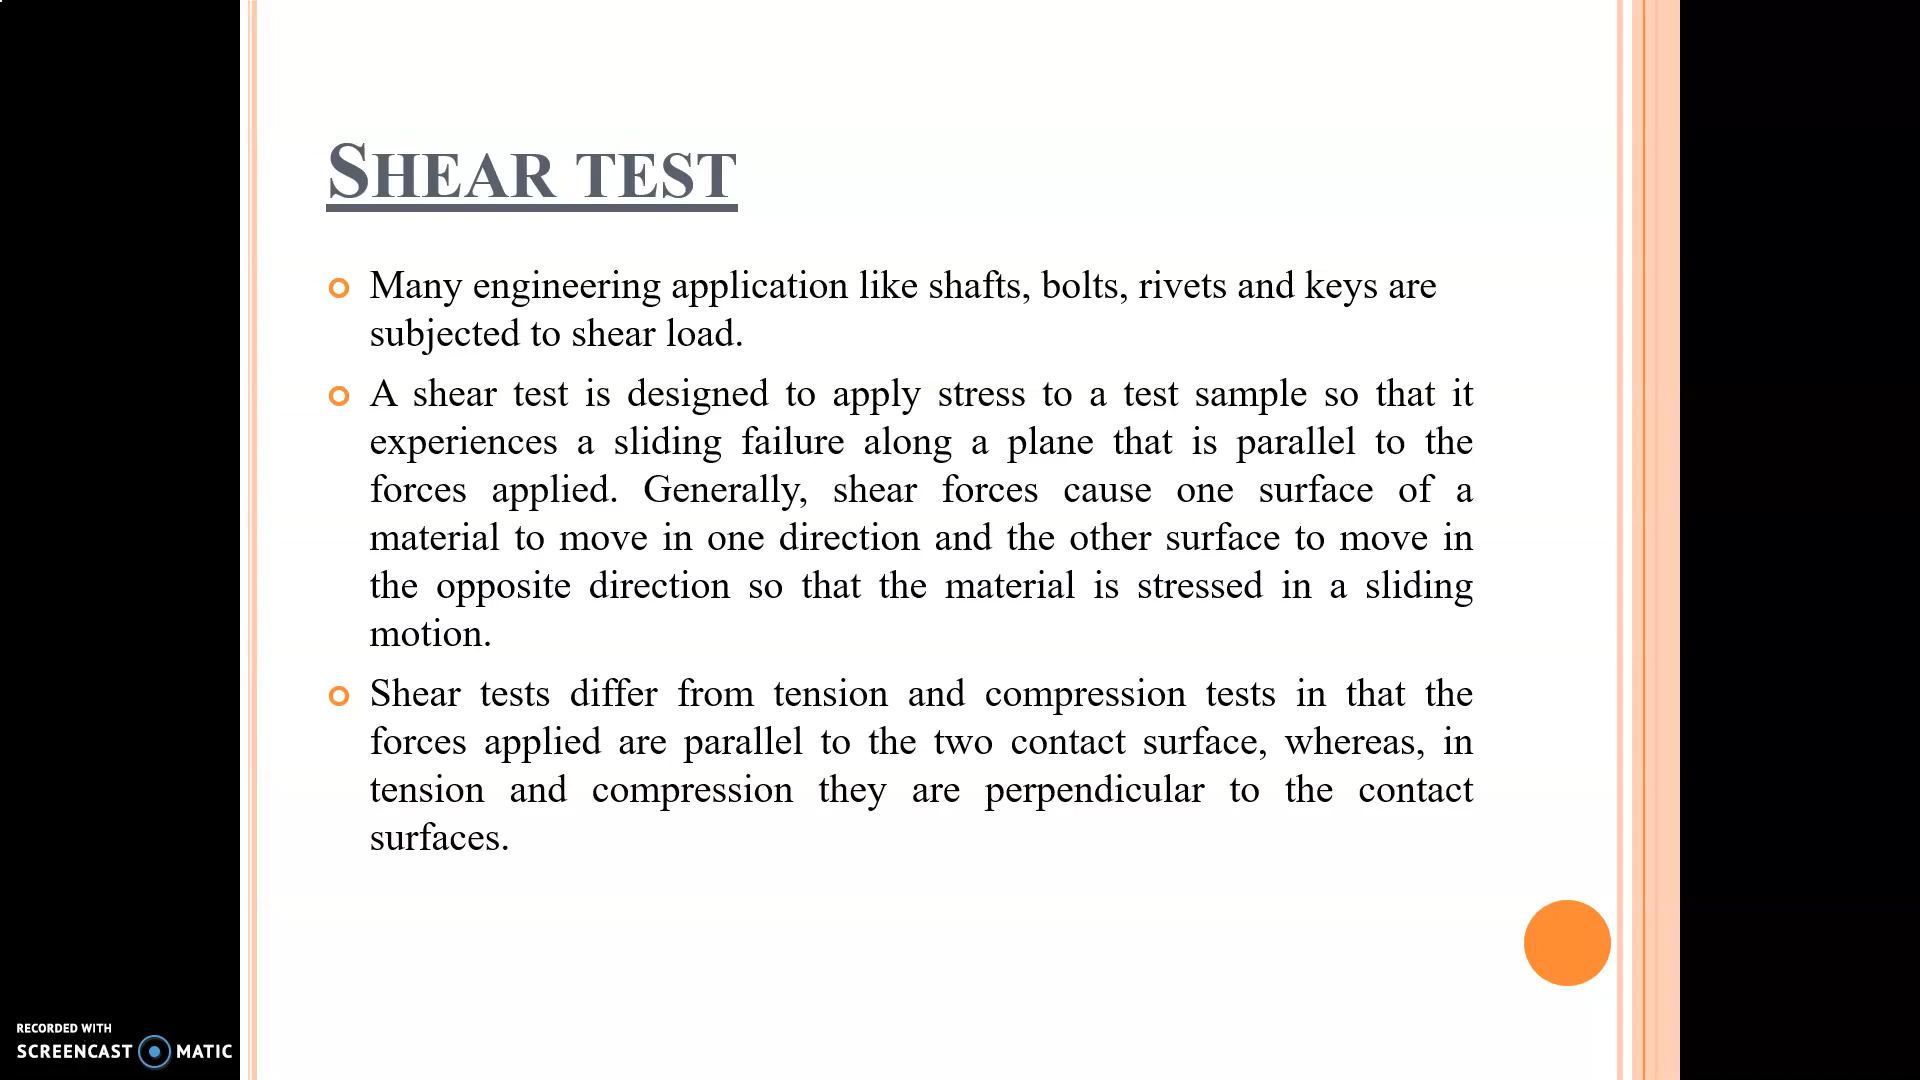 SHEAR TEST
Many engineering application like shafts, bolts, rivets and keys are
subjected to shear load.
A shear test is designed to apply stress to a test sample so that it
experiences a sliding failure along a plane that is parallel to the
forces applied. Generally, shear forces cause one surface of a
material to move in one direction and the other surface to move in
the opposite direction so that the material is stressed in a sliding
motion.
Shear tests differ from tension and compression tests in that the
forces applied are parallel to the two contact surface, whereas, in
tension and compression they are perpendicular to the contact
surfaces.
RECORDED WITH
SCREENCAST MATIC